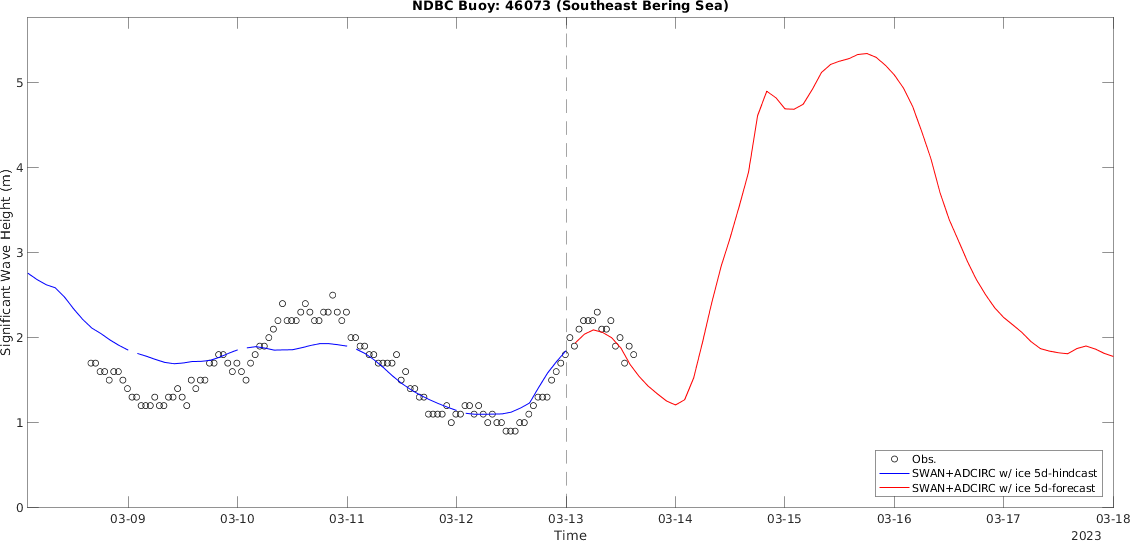 NDBC Buoy: 46073 (Southeast Bering Sea)
Significant Wave Height (m)
5
4
3
2
1
0
Obs.
SWAN+ADCIRC w/ ice 5d-hindcast
SWAN+ADCIRC w/ ice 5d-forecast
03-09 03-10 03-11 03-12 03-13 03-14 03-15 03-16 03-17 03-18
Time
2023